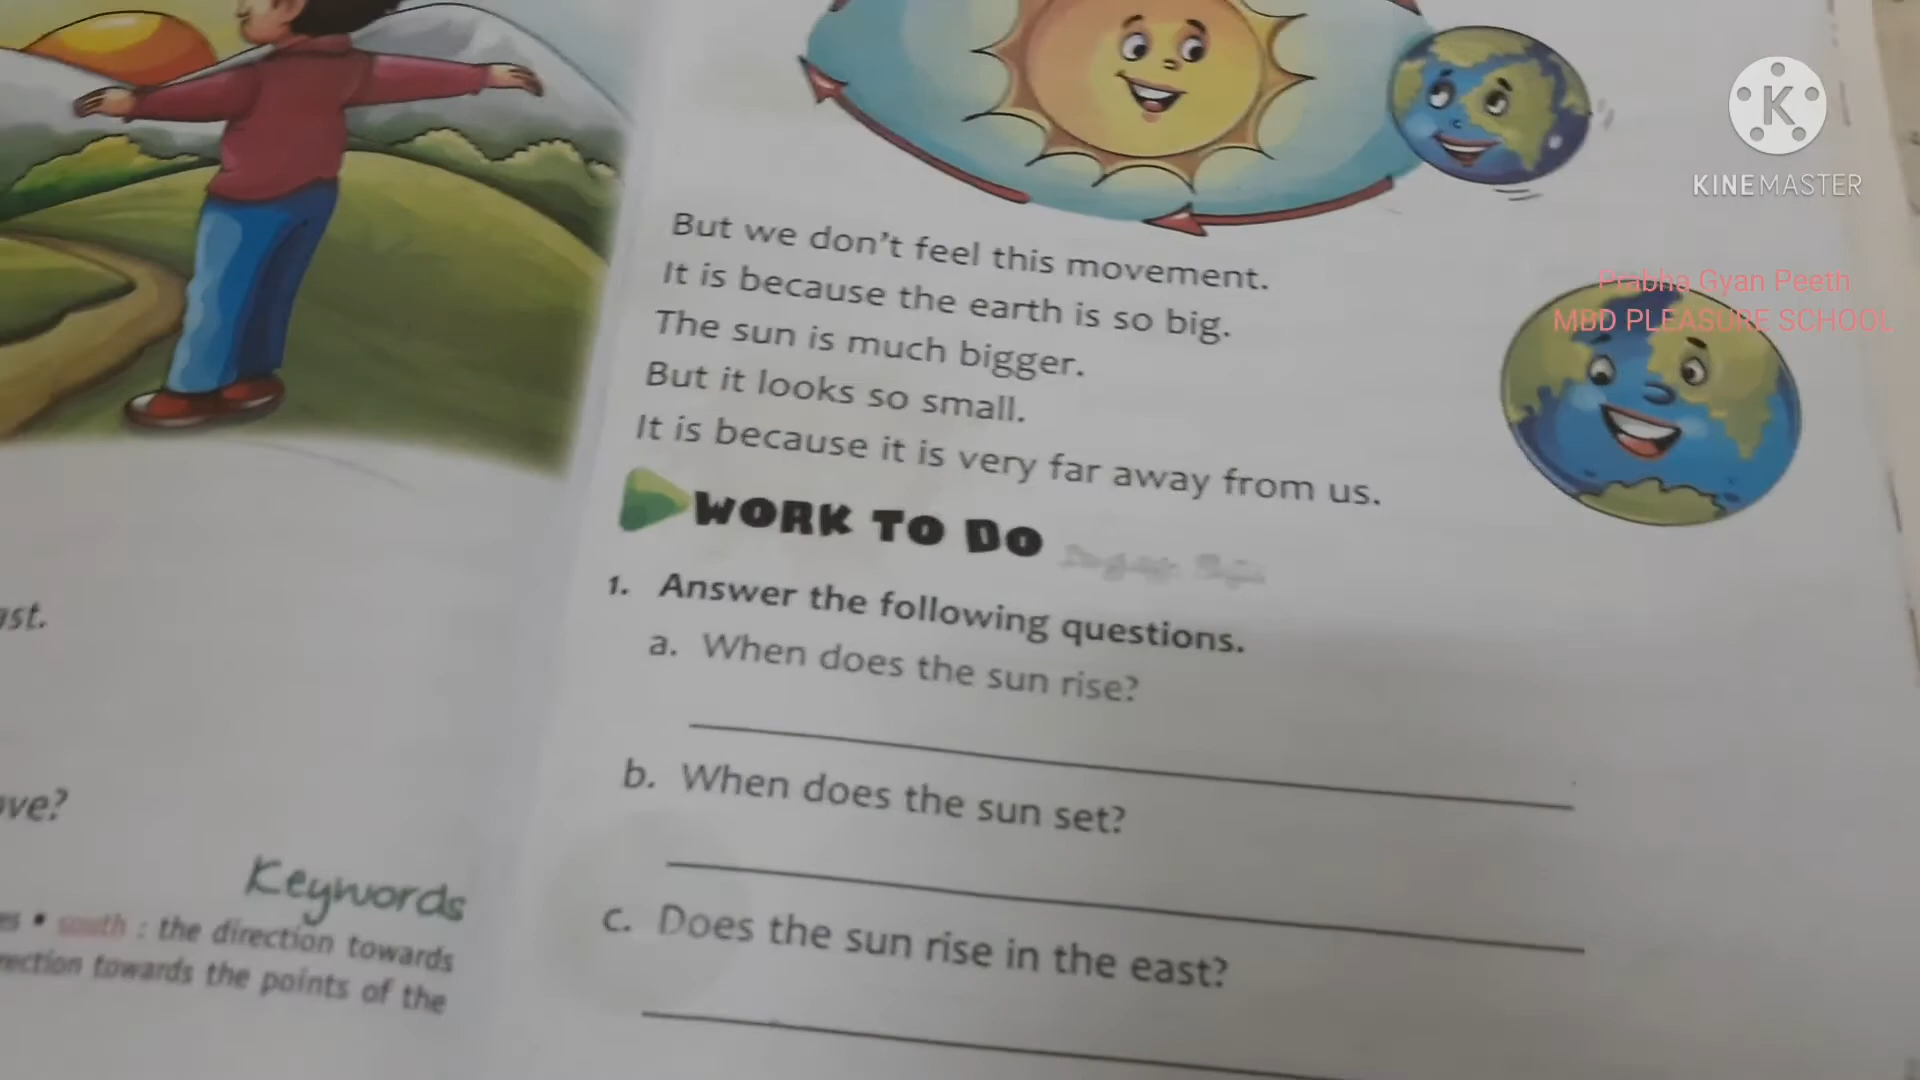 KINEMASTER
Prabha Gyan Peeth
MBD PLEASURE SCHOOL
But we don't feel this movement.
It is because the earth is so big.
The sun is much bigger.
But it looks so small.
It is because it is very far away from us.
WORK TO DO
1. Answer the following questions.
a. When does the sun rise?
b. When does the sun set?
c. Does the sun rise in the east?
Keywords
• south : the direction towards
towards the points of the